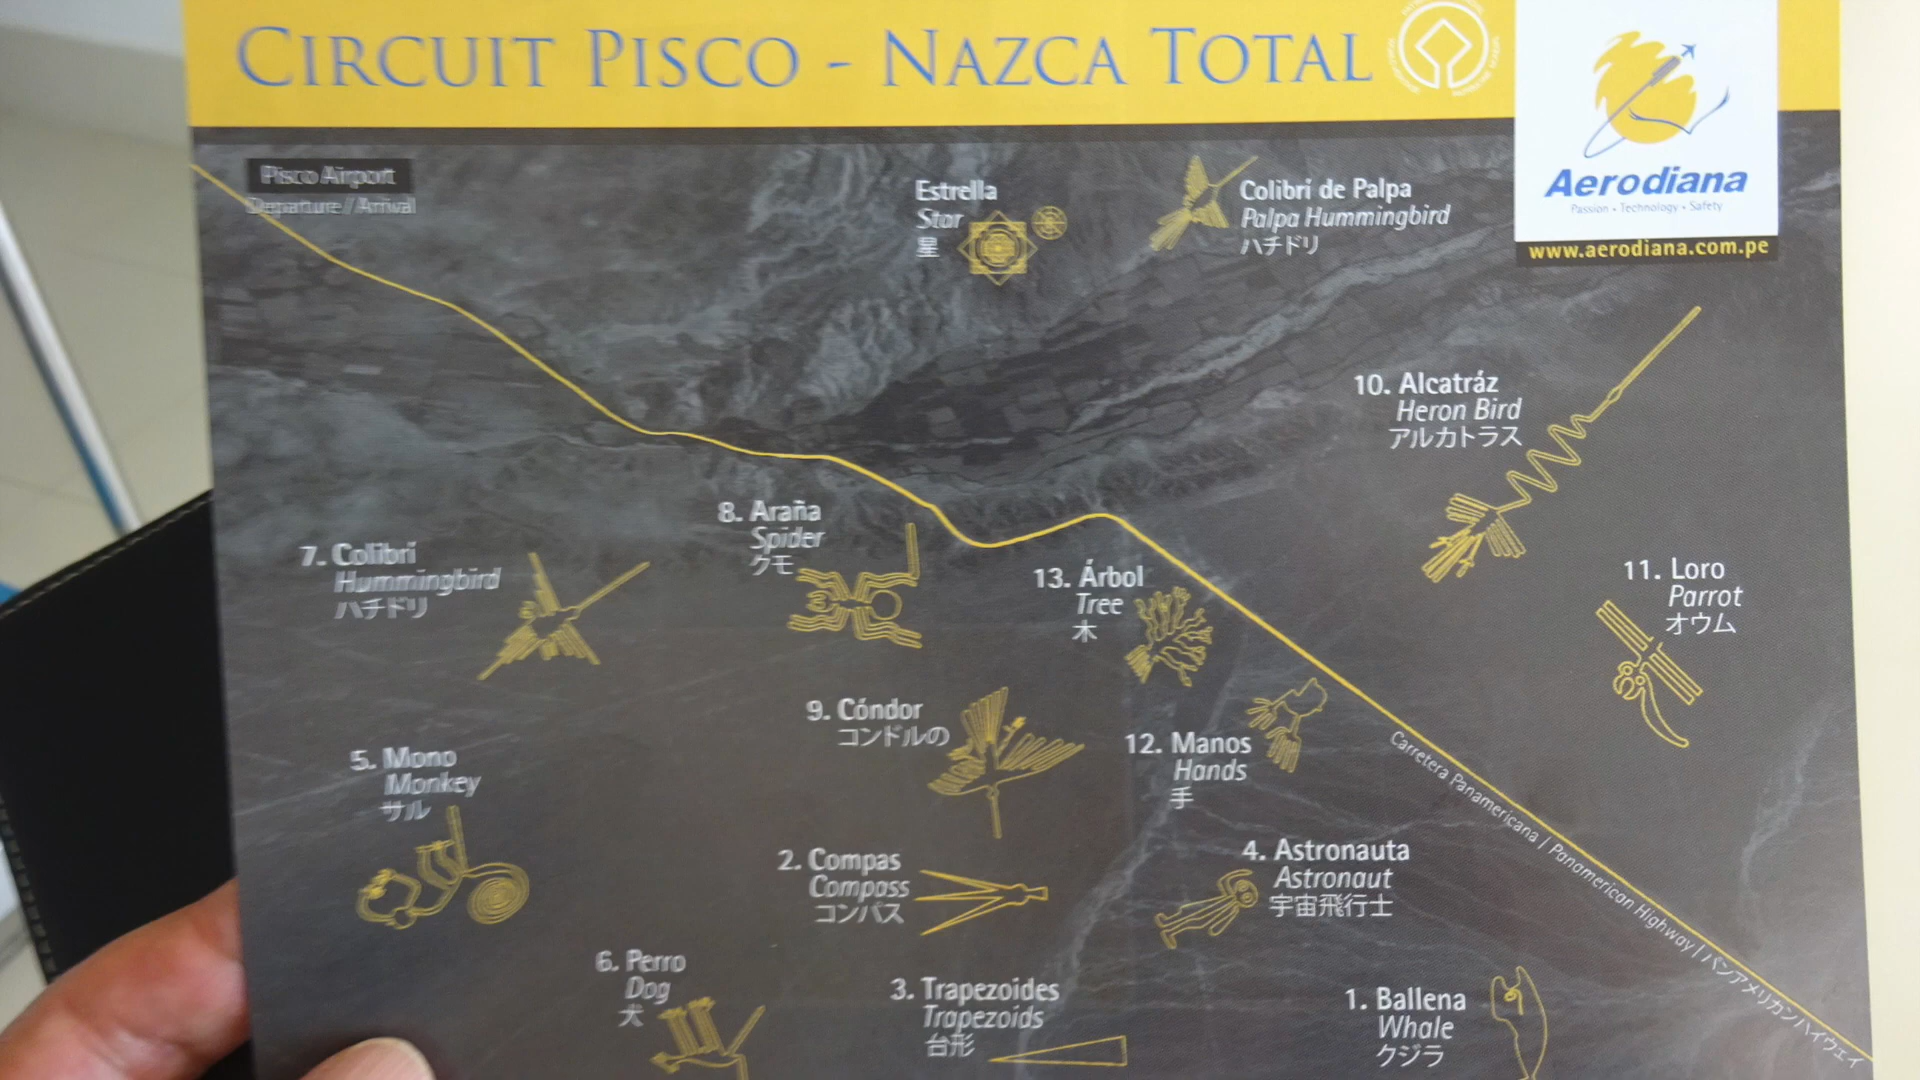 CIRCUIT PISCO - NAZCA TOTAL
Aerodiana
Passion • Technology • Safety
www.aerodiana.com.pe
Pisco Airport
Departure / Arrival
Estrella
Star
星
Colibrí de Palpa
Palpa Hummingbird
ハチドリ
10. Alcatráz
Heron Bird
アルカトラス
8. Araña
Spider
クモ
7. Colibrí
Hummingbird
ハチドリ
13. Árbol
Tree
木
11. Loro
Parrot
オウム
9. Cóndor
コンドルの
12. Manos
Hands
手
5. Mono
Monkey
サル
2. Compas
Compass
コンパス
4. Astronauta
Astronaut
宇宙飛行士
Carretera Panamericana / Panamerican Highway / パンアメリカンハイウェイ
6. Perro
Dog
犬
3. Trapezoides
Trapezoids
台形
1. Ballena
Whale
クジラ